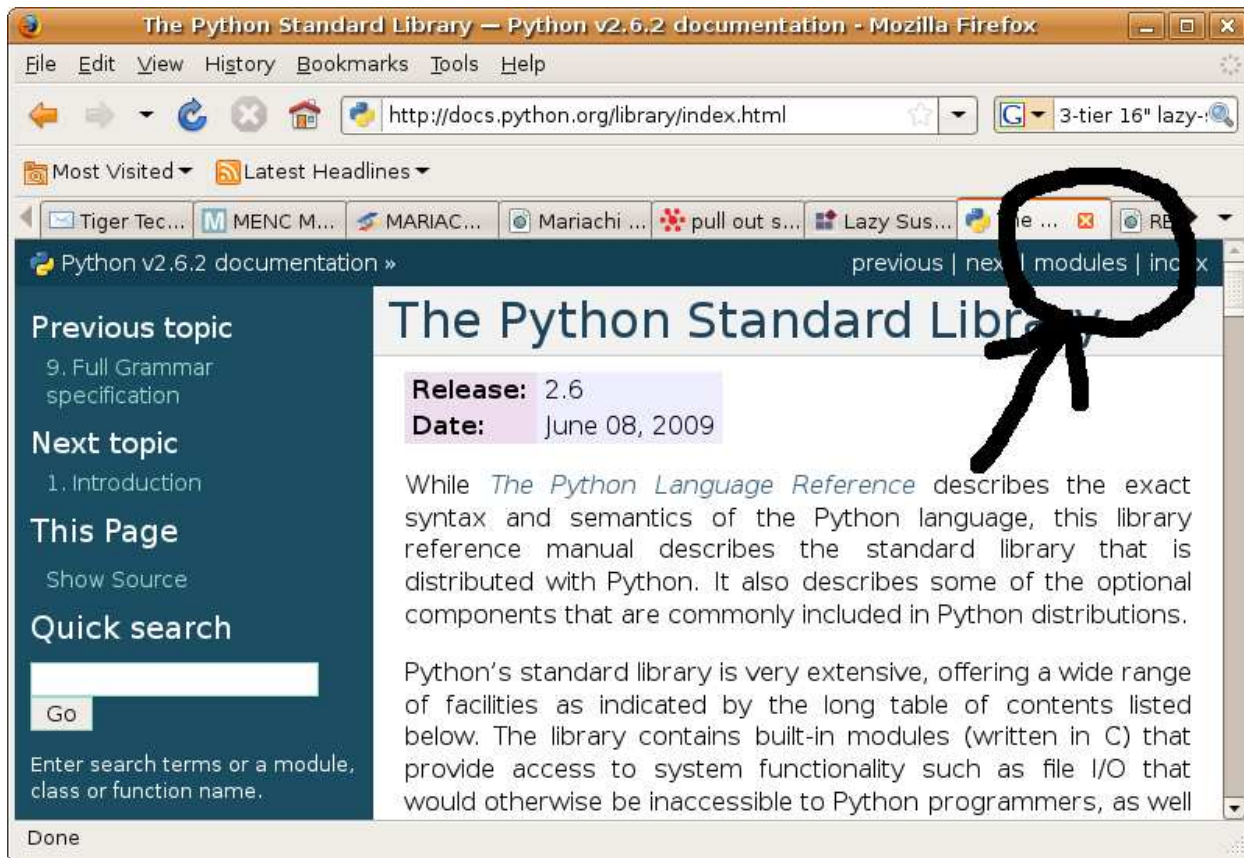 The Python Standard Library — Python v2.6.2 documentation - Mozilla Firefox
File Edit View History Bookmarks Tools Help
http://docs.python.org/library/index.html G 3-tier 16" lazy-
Most Visited Latest Headlines
Tiger Tec... M MENC M... MARIAC... Mariachi ... pull out s... Lazy Sus... ...
Python v2.6.2 documentation » previous | next | modules | index
Previous topic
9. Full Grammar
specification
Next topic
1. Introduction
This Page
Show Source
Quick search
Go
Enter search terms or a module,
class or function name.
The Python Standard Library
Release: 2.6
Date: June 08, 2009
While The Python Language Reference describes the exact
syntax and semantics of the Python language, this library
reference manual describes the standard library that is
distributed with Python. It also describes some of the optional
components that are commonly included in Python distributions.
Python's standard library is very extensive, offering a wide range
of facilities as indicated by the long table of contents listed
below. The library contains built-in modules (written in C) that
provide access to system functionality such as file I/O that
would otherwise be inaccessible to Python programmers, as well
Done